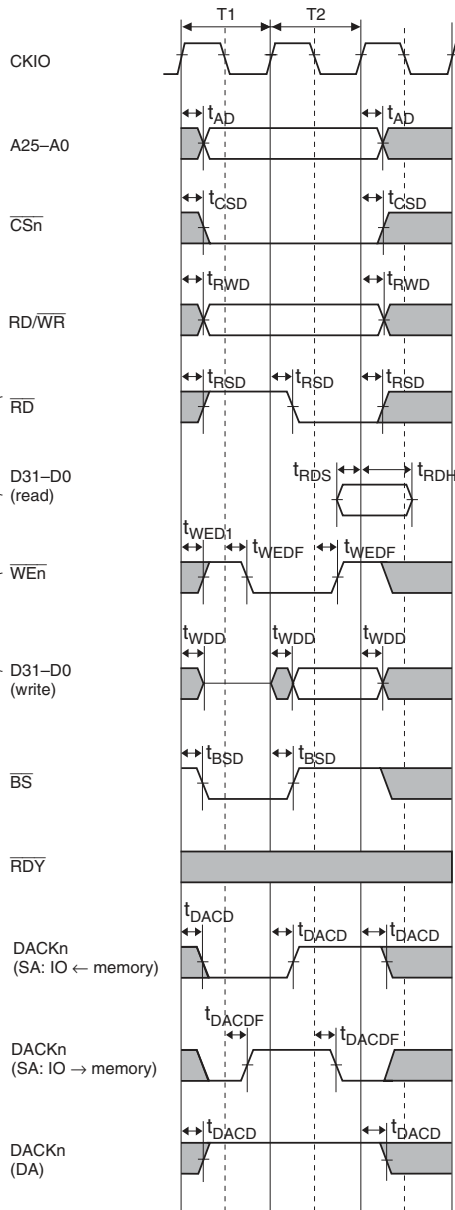 T1 T2
CKIO
tAD tAD
A25–A0
tCSD tCSD
CSn
tRWD tRWD
RD/WR
tRSD tRSD tRSD
RD
D31–D0
(read)
tRDS tRDH
tWED1 tWEDF tWEDF
WEn
tWDD tWDD tWDD
D31–D0
(write)
tBSD tBSD
BS
RDY
tDACD tDACD tDACD
DACKn
(SA: IO ← memory)
tDACDF tDACDF
DACKn
(SA: IO → memory)
tDACD tDACD
DACKn
(DA)